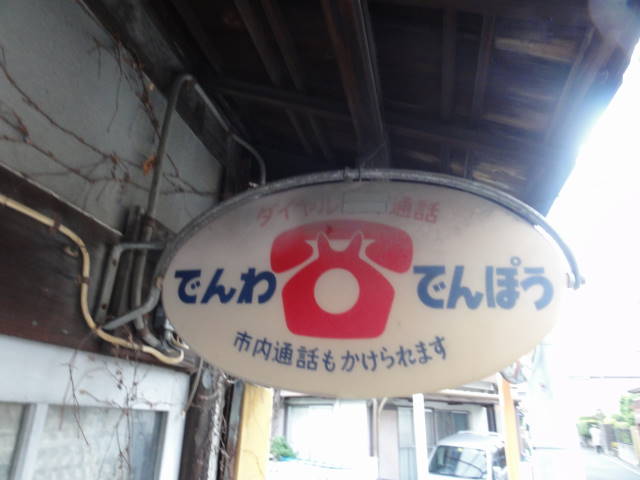 ダイヤル 通話
でんわ でんぽう
市内通話もかけられます